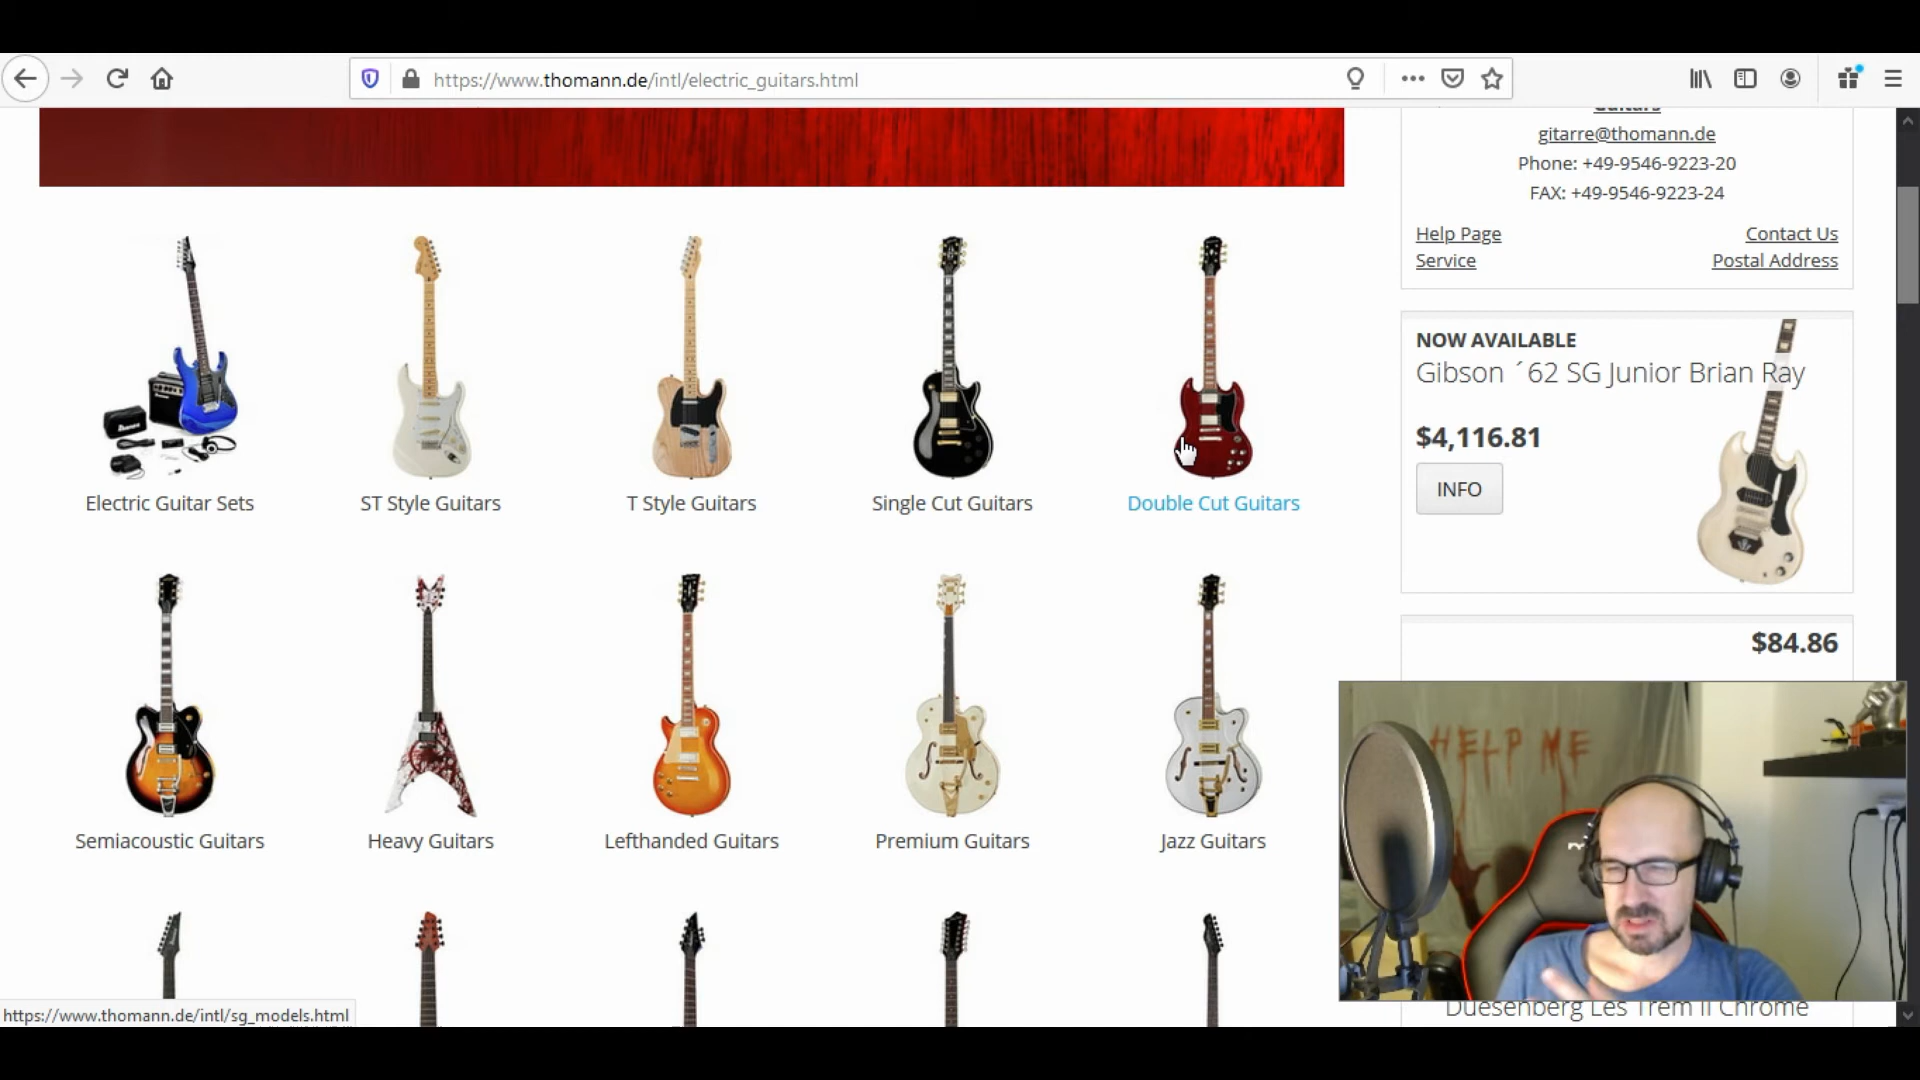 https://www.thomann.de/intl/electric_guitars.html
Guitars
gitarre@thomann.de
Phone: +49-9546-9223-20
FAX: +49-9546-9223-24
Help Page
Contact Us
Service
Postal Address
NOW AVAILABLE
Gibson ´62 SG Junior Brian Ray
$4,116.81
INFO
Electric Guitar Sets
ST Style Guitars
T Style Guitars
Single Cut Guitars
Double Cut Guitars
$84.86
HELP ME
Semiacoustic Guitars
Heavy Guitars
Lefthanded Guitars
Premium Guitars
Jazz Guitars
Duesenberg Les Trem II Chrome
https://www.thomann.de/intl/sg_models.html